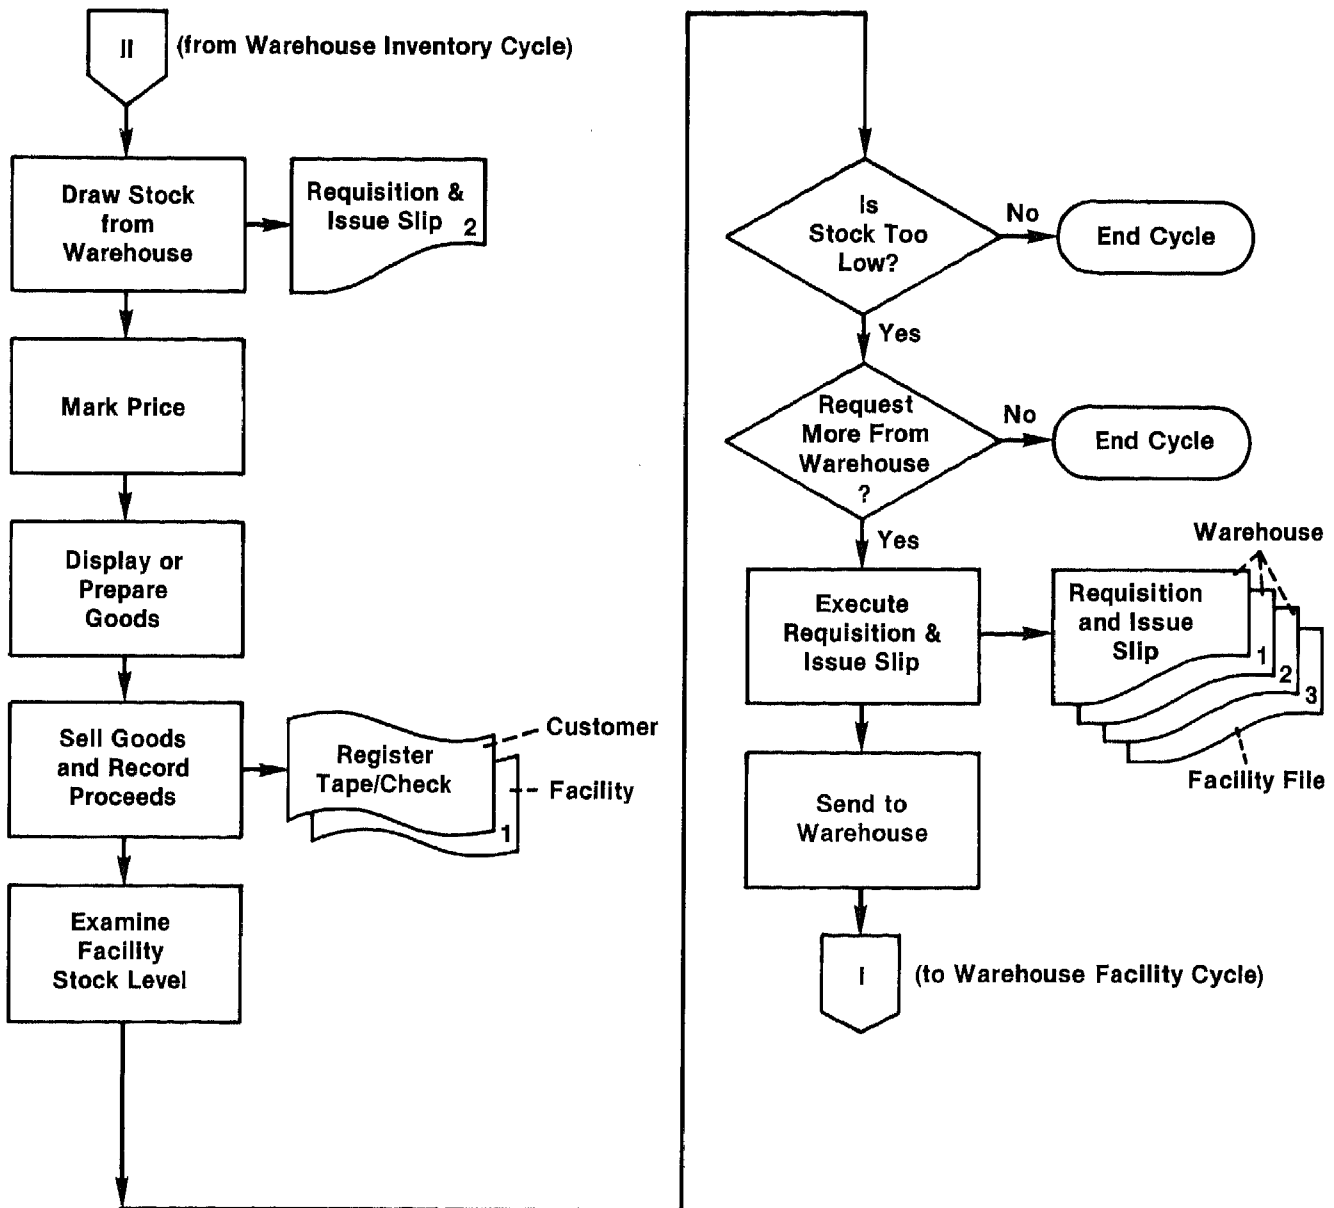 II (from Warehouse Inventory Cycle)
Draw Stock
from
Warehouse
Requisition &
Issue Slip 2
Mark Price
Display or
Prepare
Goods
Sell Goods
and Record
Proceeds
Register
Tape/Check
1
Customer
Facility
Examine
Facility
Stock Level
Is
Stock Too
Low?
No
End Cycle
Yes
Request
More From
Warehouse
?
No
End Cycle
Yes
Execute
Requisition &
Issue Slip
Warehouse
Requisition
and Issue
Slip
1
2
3
Facility File
Send to
Warehouse
I (to Warehouse Facility Cycle)